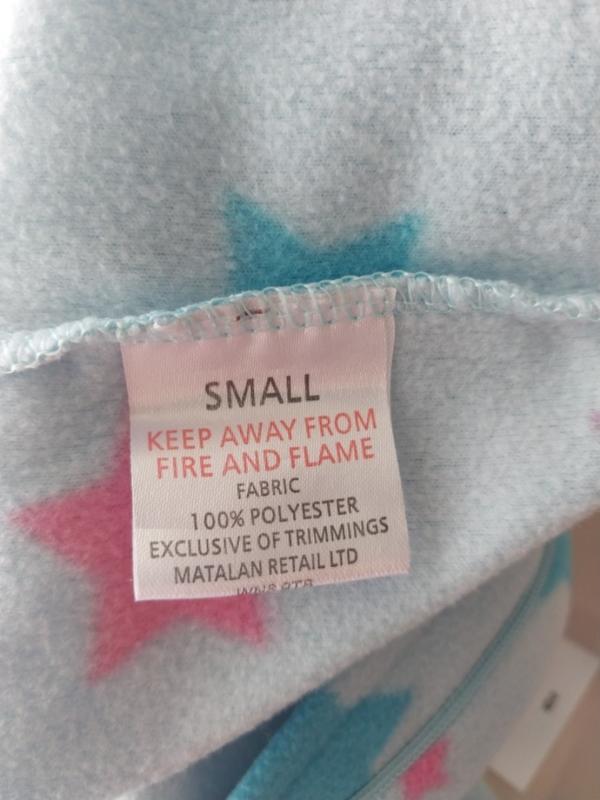 SMALL
KEEP AWAY FROM
FIRE AND FLAME
FABRIC
100% POLYESTER
EXCLUSIVE OF TRIMMINGS
MATALAN RETAIL LTD